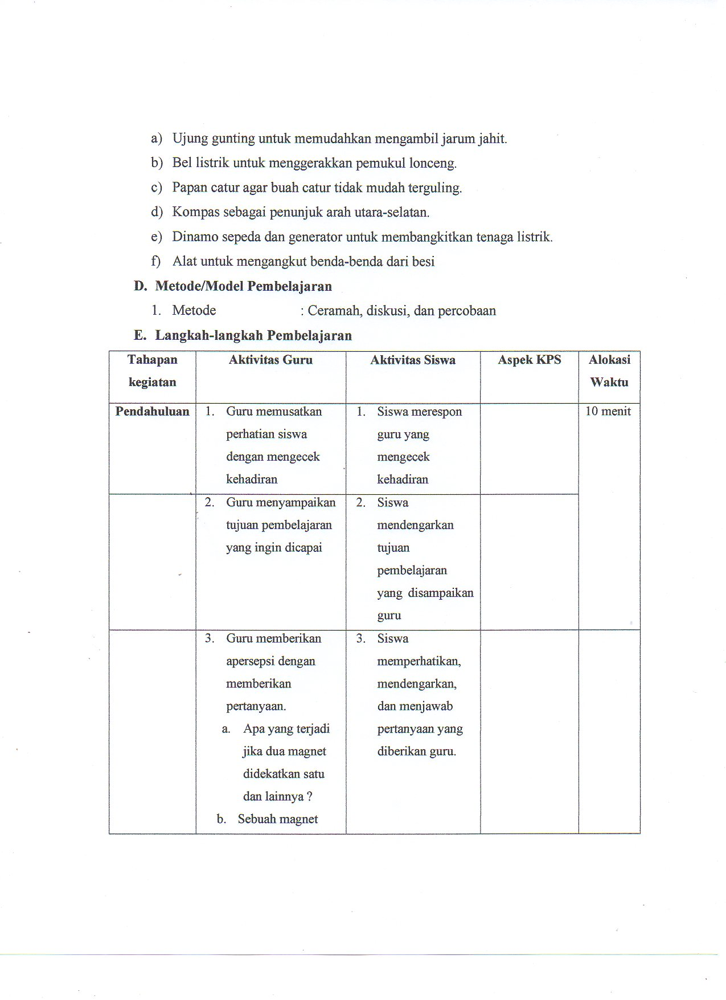 a) Ujung gunting untuk memudahkan mengambil jarum jahit.
b) Bel listrik untuk menggerakkan pemukul lonceng.
c) Papan catur agar buah catur tidak mudah terguling.
d) Kompas sebagai penunjuk arah utara-selatan.
e) Dinamo sepeda dan generator untuk membangkitkan tenaga listrik.
f) Alat untuk mengangkut benda-benda dari besi
D. Metode/Model Pembelajaran
1. Metode : Ceramah, diskusi, dan percobaan
E. Langkah-langkah Pembelajaran
Tahapan
kegiatan
Aktivitas Guru
Aktivitas Siswa
Aspek KPS
Alokasi
Waktu
Pendahuluan
1. Guru memusatkan
perhatian siswa
dengan mengecek
kehadiran
1. Siswa merespon
guru yang
mengecek
kehadiran
10 menit
2. Guru menyampaikan
tujuan pembelajaran
yang ingin dicapai
2. Siswa
mendengarkan
tujuan
pembelajaran
yang disampaikan
guru
3. Guru memberikan
apersepsi dengan
memberikan
pertanyaan.
a. Apa yang terjadi
jika dua magnet
didekatkan satu
dan lainnya ?
b. Sebuah magnet
3. Siswa
memperhatikan,
mendengarkan,
dan menjawab
pertanyaan yang
diberikan guru.